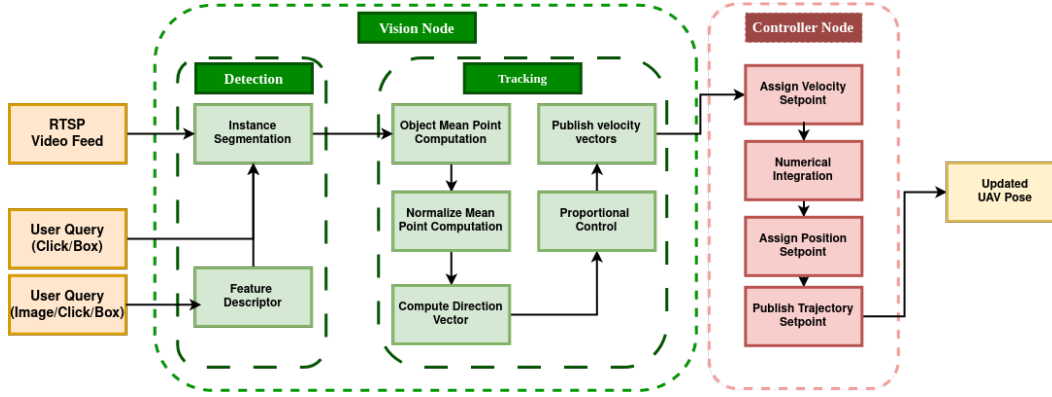 Vision Node
Controller Node
Detection
Tracking
RTSP
Video Feed
User Query
(Click/Box)
User Query
(Image/Click/Box)
Instance
Segmentation
Feature
Descriptor
Object Mean Point
Computation
Normalize Mean
Point Computation
Compute Direction
Vector
Publish velocity
vectors
Proportional
Control
Assign Velocity
Setpoint
Numerical
Integration
Assign Position
Setpoint
Publish Trajectory
Setpoint
Updated
UAV Pose